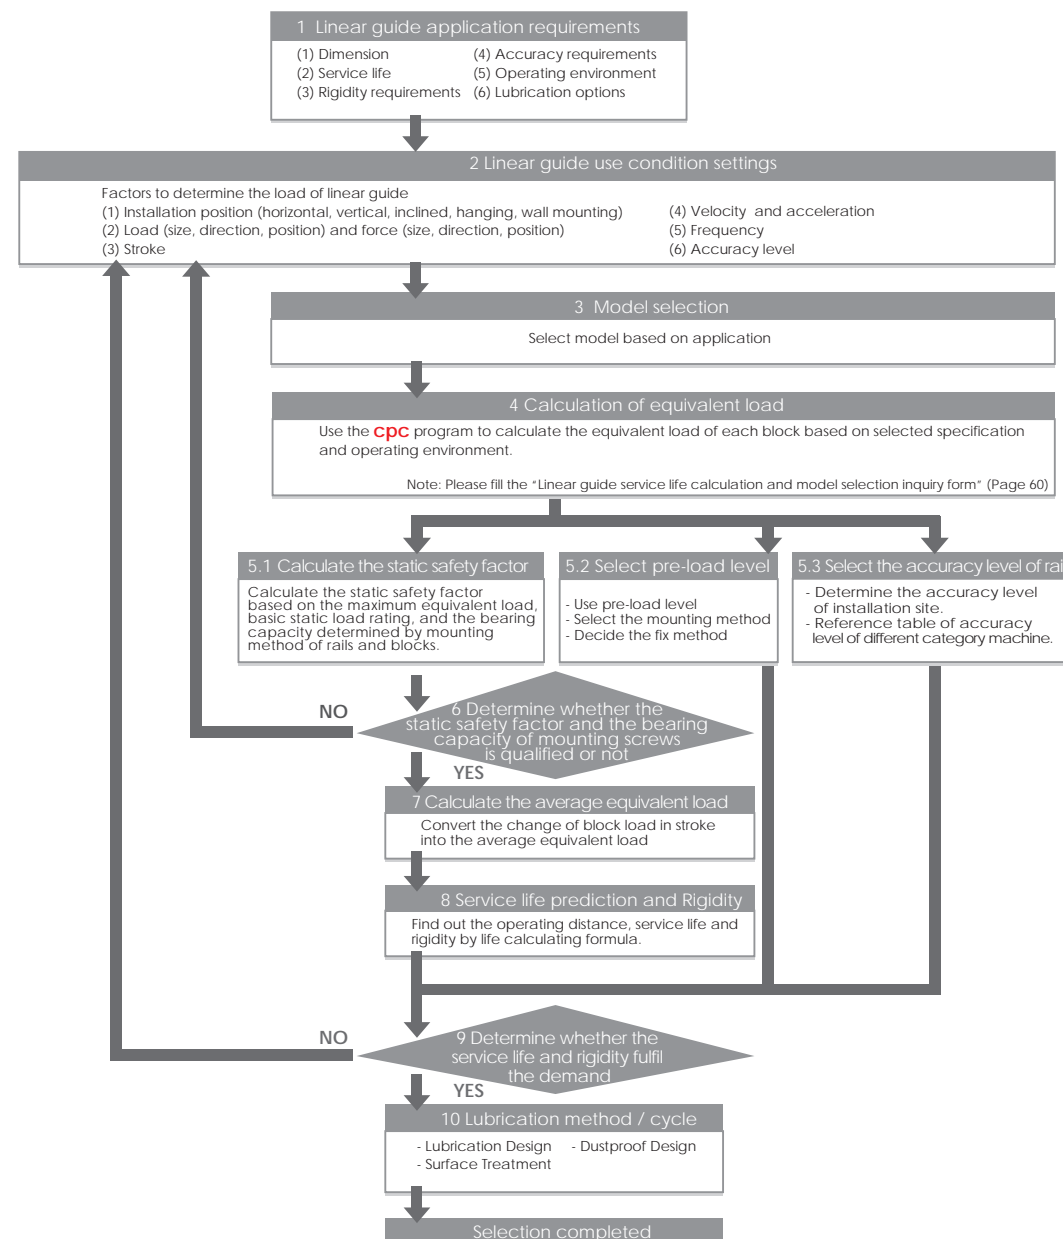 1 Linear guide application requirements
(1) Dimension
(2) Service life
(3) Rigidity requirements
(4) Accuracy requirements
(5) Operating environment
(6) Lubrication options
2 Linear guide use condition settings
Factors to determine the load of linear guide
(1) Installation position (horizontal, vertical, inclined, hanging, wall mounting)
(2) Load (size, direction, position) and force (size, direction, position)
(3) Stroke
(4) Velocity and acceleration
(5) Frequency
(6) Accuracy level
3 Model selection
Select model based on application
4 Calculation of equivalent load
Use the cpc program to calculate the equivalent load of each block based on selected specification
and operating environment.
Note: Please fill the "Linear guide service life calculation and model selection inquiry form" (Page 60)
5.1 Calculate the static safety factor
Calculate the static safety factor
based on the maximum equivalent load,
basic static load rating, and the bearing
capacity determined by mounting
method of rails and blocks.
5.2 Select pre-load level
- Use pre-load level
- Select the mounting method
- Decide the fix method
5.3 Select the accuracy level of rai
- Determine the accuracy level
of installation site.
- Reference table of accuracy
level of different category machine.
NO
6 Determine whether the
static safety factor and the bearing
capacity of mounting screws
is qualified or not
YES
7 Calculate the average equivalent load
Convert the change of block load in stroke
into the average equivalent load
8 Service life prediction and Rigidity
Find out the operating distance, service life and
rigidity by life calculating formula.
NO
9 Determine whether the
service life and rigidity fulfil
the demand
YES
10 Lubrication method / cycle
- Lubrication Design - Dustproof Design
- Surface Treatment
Selection completed